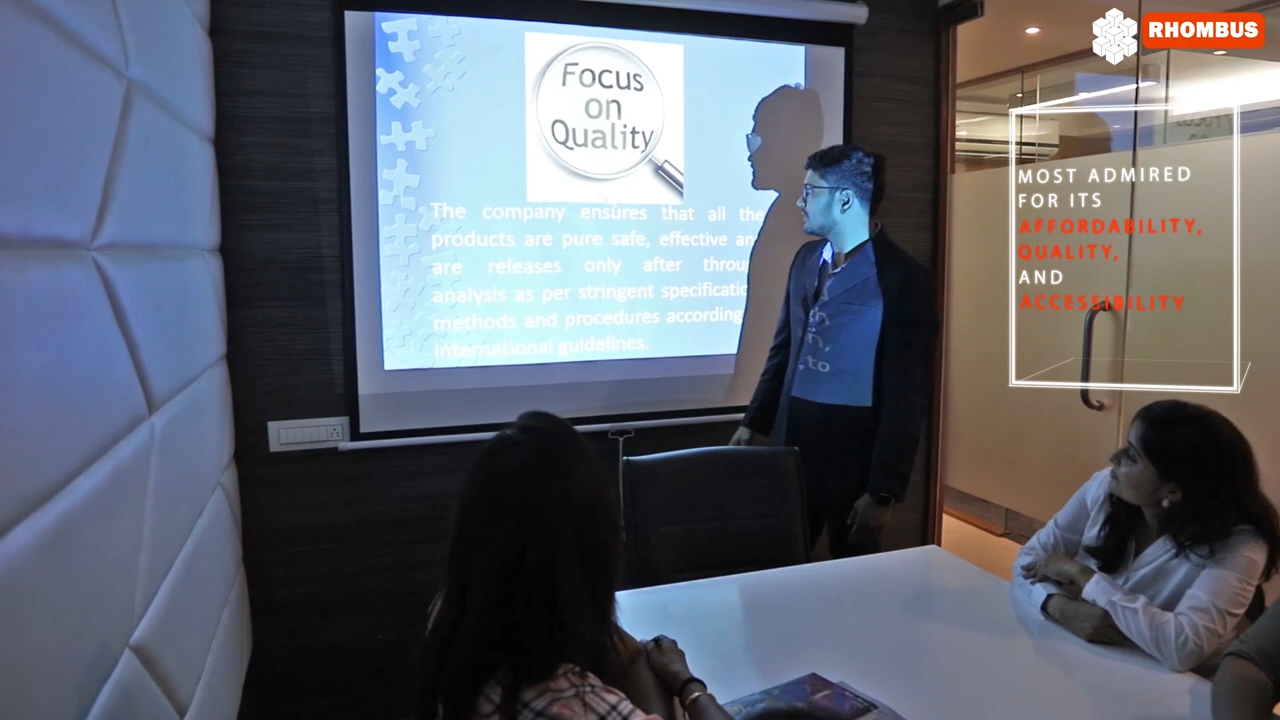 Focus
on
Quality
The company ensures that all the
products are pure safe, effective an
are releases only after throu
analysis as per stringent specificatio
methods and procedures according
international guidelines.
to
RHOMBUS
MOST ADMIRED
FOR ITS
AFFORDABILITY,
QUALITY,
AND
ACCESSIBILITY